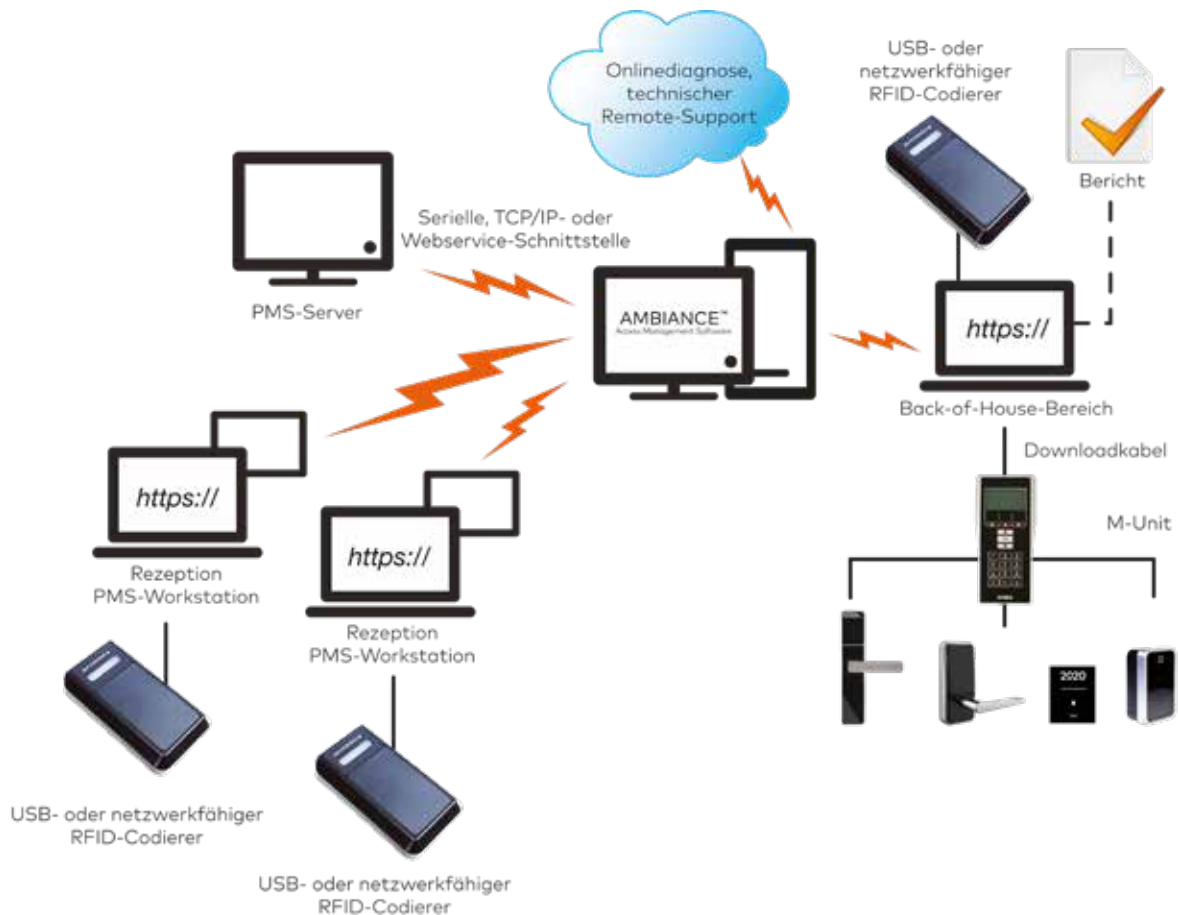 Onlinediagnose,
technischer
Remote-Support
USB- oder
netzwerkfähiger
RFID-Codierer
Bericht
Serielle, TCP/IP- oder
Webservice-Schnittstelle
PMS-Server
AMBIANCE™
Access Management Software
https://
Back-of-House-Bereich
Downloadkabel
M-Unit
https://
Rezeption
PMS-Workstation
https://
Rezeption
PMS-Workstation
2020
USB- oder netzwerkfähiger
RFID-Codierer
USB- oder netzwerkfähiger
RFID-Codierer